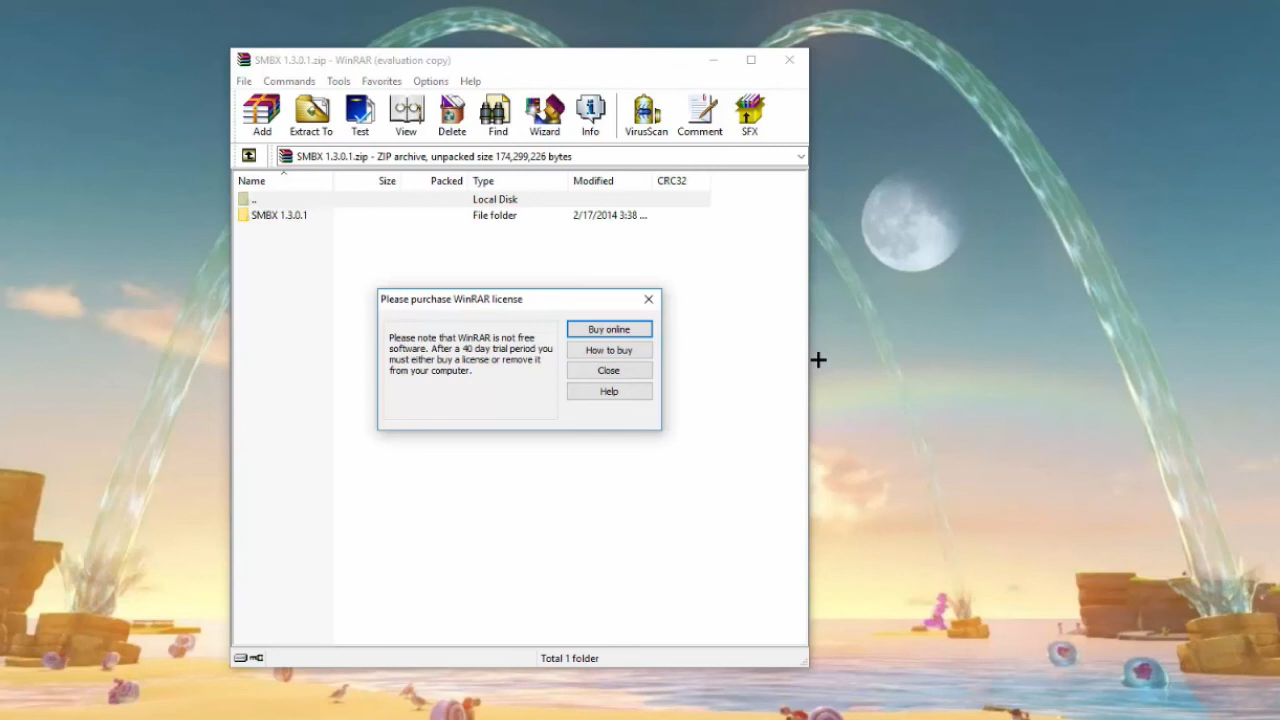 SMBX 1.3.0.1.zip - WinRAR (evaluation copy)
File Commands Tools Favorites Options Help
Add Extract To Test View Delete Find Wizard Info VirusScan Comment SFX
SMBX 1.3.0.1.zip - ZIP archive, unpacked size 174,299,226 bytes
Name Size Packed Type Modified CRC32
.. Local Disk
SMBX 1.3.0.1 File folder 2/17/2014 3:38 ...
Please purchase WinRAR license
Please note that WinRAR is not free
software. After a 40 day trial period you
must either buy a license or remove it
from your computer.
Buy online
How to buy
Close
Help
Total 1 folder